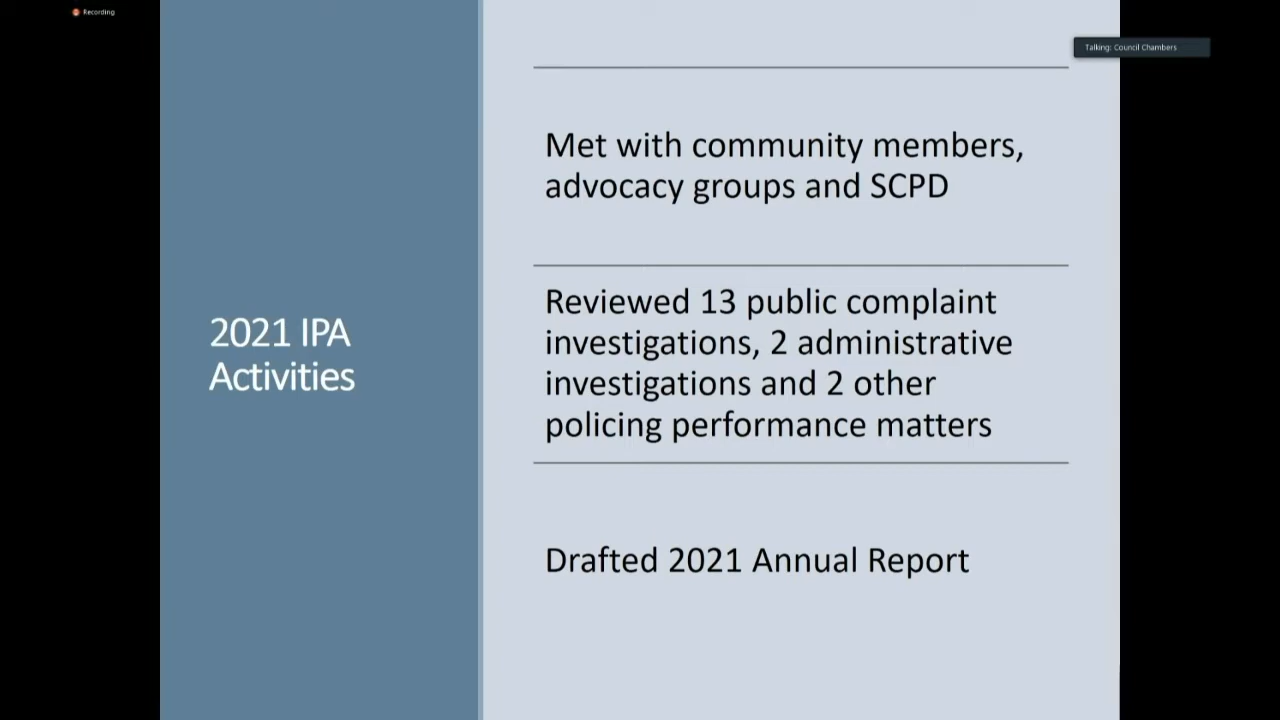 Recording
Talking: Council Chambers
2021 IPA
Activities
Met with community members,
advocacy groups and SCPD
Reviewed 13 public complaint
investigations, 2 administrative
investigations and 2 other
policing performance matters
Drafted 2021 Annual Report